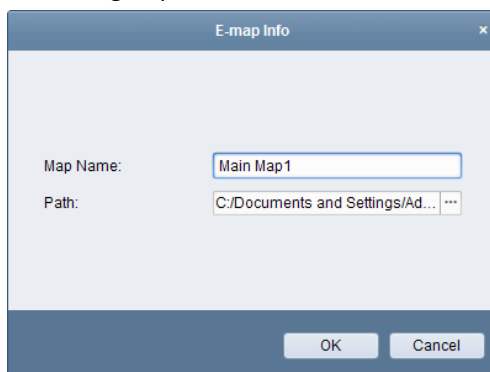 E-map Info ×
Map Name: Main Map1
Path: C:/Documents and Settings/Ad... ...
OK Cancel